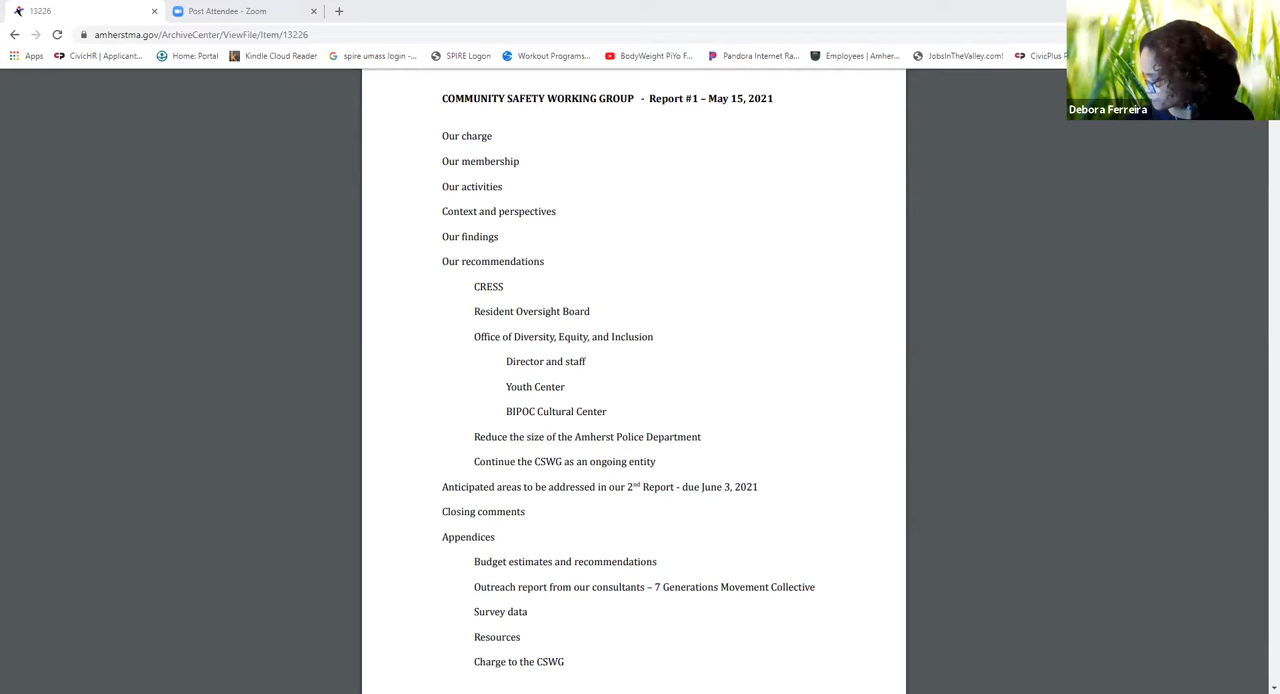 13226
Post Attendee - Zoom
amherstma.gov/ArchiveCenter/ViewFile/Item/13226
Apps CivicHR | Applicant... Home: Portal Kindle Cloud Reader spire umass login -... SPIRE Logon Workout Programs... BodyWeight PiYo F... Pandora Internet Ra... Employees | Amher... JobsInTheValley.com! CivicPlus
Debora Ferreira
COMMUNITY SAFETY WORKING GROUP - Report #1 – May 15, 2021
Our charge
Our membership
Our activities
Context and perspectives
Our findings
Our recommendations
CRESS
Resident Oversight Board
Office of Diversity, Equity, and Inclusion
Director and staff
Youth Center
BIPOC Cultural Center
Reduce the size of the Amherst Police Department
Continue the CSWG as an ongoing entity
Anticipated areas to be addressed in our 2nd Report - due June 3, 2021
Closing comments
Appendices
Budget estimates and recommendations
Outreach report from our consultants – 7 Generations Movement Collective
Survey data
Resources
Charge to the CSWG